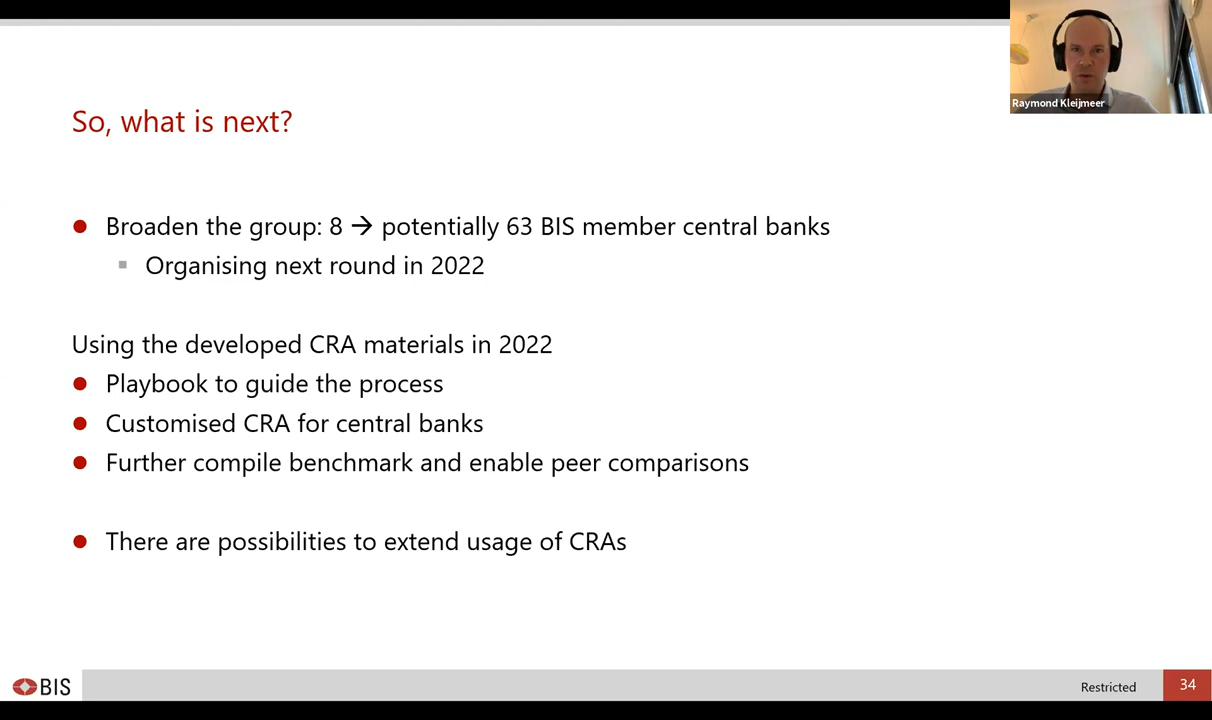 Raymond Kleijmeer
So, what is next?
Broaden the group: 8 → potentially 63 BIS member central banks
Organising next round in 2022
Using the developed CRA materials in 2022
Playbook to guide the process
Customised CRA for central banks
Further compile benchmark and enable peer comparisons
There are possibilities to extend usage of CRAs
BIS
Restricted
34